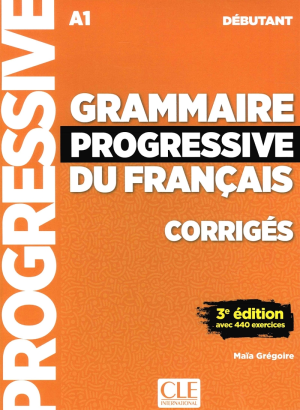 PROGRESSIVE
A1
DÉBUTANT
GRAMMAIRE
PROGRESSIVE
DU FRANÇAIS
CORRIGÉS
3e édition
avec 440 exercices
Maïa Grégoire
CLE
INTERNATIONAL